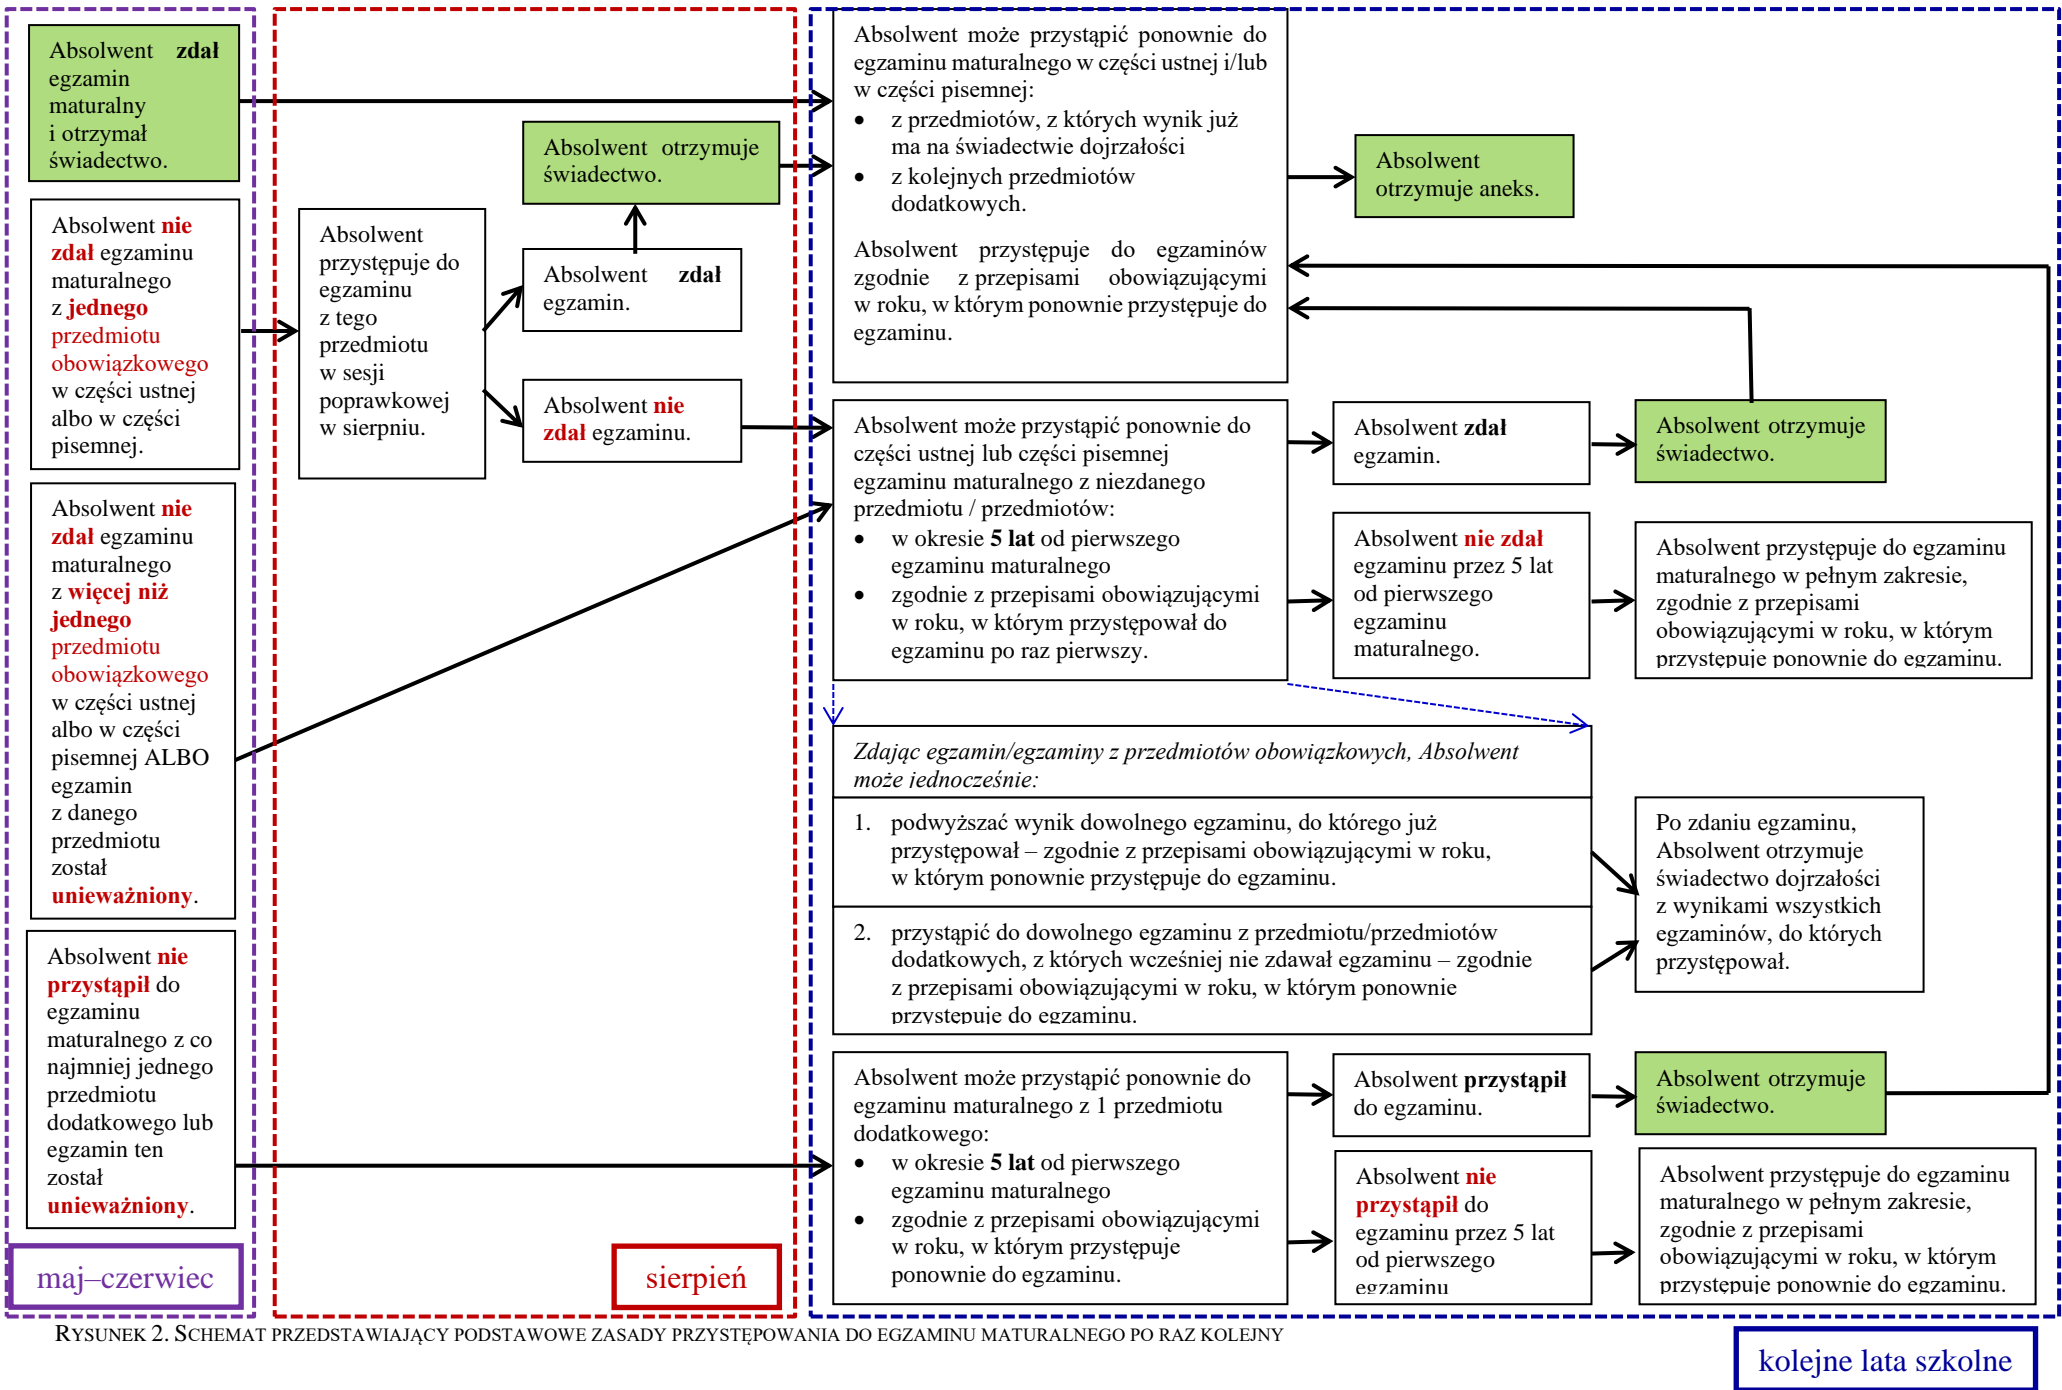 Absolwent zdał
egzamin
maturalny
i otrzymał
świadectwo.
Absolwent nie
zdał egzaminu
maturalnego
z jednego
przedmiotu
obowiązkowego
w części ustnej
albo w części
pisemnej.
Absolwent nie
zdał egzaminu
maturalnego
z więcej niż
jednego
przedmiotu
obowiązkowego
w części ustnej
albo w części
pisemnej ALBO
egzamin
z danego
przedmiotu
został
unieważniony.
Absolwent nie
przystąpił do
egzaminu
maturalnego z co
najmniej jednego
przedmiotu
dodatkowego lub
egzamin ten
został
unieważniony.
maj–czerwiec
Absolwent
przystępuje do
egzaminu
z tego
przedmiotu
w sesji
poprawkowej
w sierpniu.
Absolwent otrzymuje
świadectwo.
Absolwent zdał
egzamin.
Absolwent nie
zdał egzaminu.
sierpień
Absolwent może przystąpić ponownie do
egzaminu maturalnego w części ustnej i/lub
w części pisemnej:
• z przedmiotów, z których wynik już
ma na świadectwie dojrzałości
• z kolejnych przedmiotów
dodatkowych.
Absolwent przystępuje do egzaminów
zgodnie z przepisami obowiązującymi
w roku, w którym ponownie przystępuje do
egzaminu.
Absolwent
otrzymuje aneks.
Absolwent może przystąpić ponownie do
części ustnej lub części pisemnej
egzaminu maturalnego z niezdanego
przedmiotu / przedmiotów:
• w okresie 5 lat od pierwszego
egzaminu maturalnego
• zgodnie z przepisami obowiązującymi
w roku, w którym przystępował do
egzaminu po raz pierwszy.
Absolwent zdał
egzamin.
Absolwent otrzymuje
świadectwo.
Absolwent nie zdał
egzaminu przez 5 lat
od pierwszego
egzaminu
maturalnego.
Absolwent przystępuje do egzaminu
maturalnego w pełnym zakresie,
zgodnie z przepisami
obowiązującymi w roku, w którym
przystępuje ponownie do egzaminu.
Zdając egzamin/egzaminy z przedmiotów obowiązkowych, Absolwent
może jednocześnie:
1. podwyższać wynik dowolnego egzaminu, do którego już
przystępował – zgodnie z przepisami obowiązującymi w roku,
w którym ponownie przystępuje do egzaminu.
2. przystąpić do dowolnego egzaminu z przedmiotu/przedmiotów
dodatkowych, z których wcześniej nie zdawał egzaminu – zgodnie
z przepisami obowiązującymi w roku, w którym ponownie
przystępuje do egzaminu.
Po zdaniu egzaminu,
Absolwent otrzymuje
świadectwo dojrzałości
z wynikami wszystkich
egzaminów, do których
przystępował.
Absolwent może przystąpić ponownie do
egzaminu maturalnego z 1 przedmiotu
dodatkowego:
• w okresie 5 lat od pierwszego
egzaminu maturalnego
• zgodnie z przepisami obowiązującymi
w roku, w którym przystępuje
ponownie do egzaminu.
Absolwent przystąpił
do egzaminu.
Absolwent otrzymuje
świadectwo.
Absolwent nie
przystąpił do
egzaminu przez 5 lat
od pierwszego
egzaminu
Absolwent przystępuje do egzaminu
maturalnego w pełnym zakresie,
zgodnie z przepisami
obowiązującymi w roku, w którym
przystępuje ponownie do egzaminu.
RYSUNEK 2. SCHEMAT PRZEDSTAWIAJĄCY PODSTAWOWE ZASADY PRZYSTĘPOWANIA DO EGZAMINU MATURALNEGO PO RAZ KOLEJNY
kolejne lata szkolne